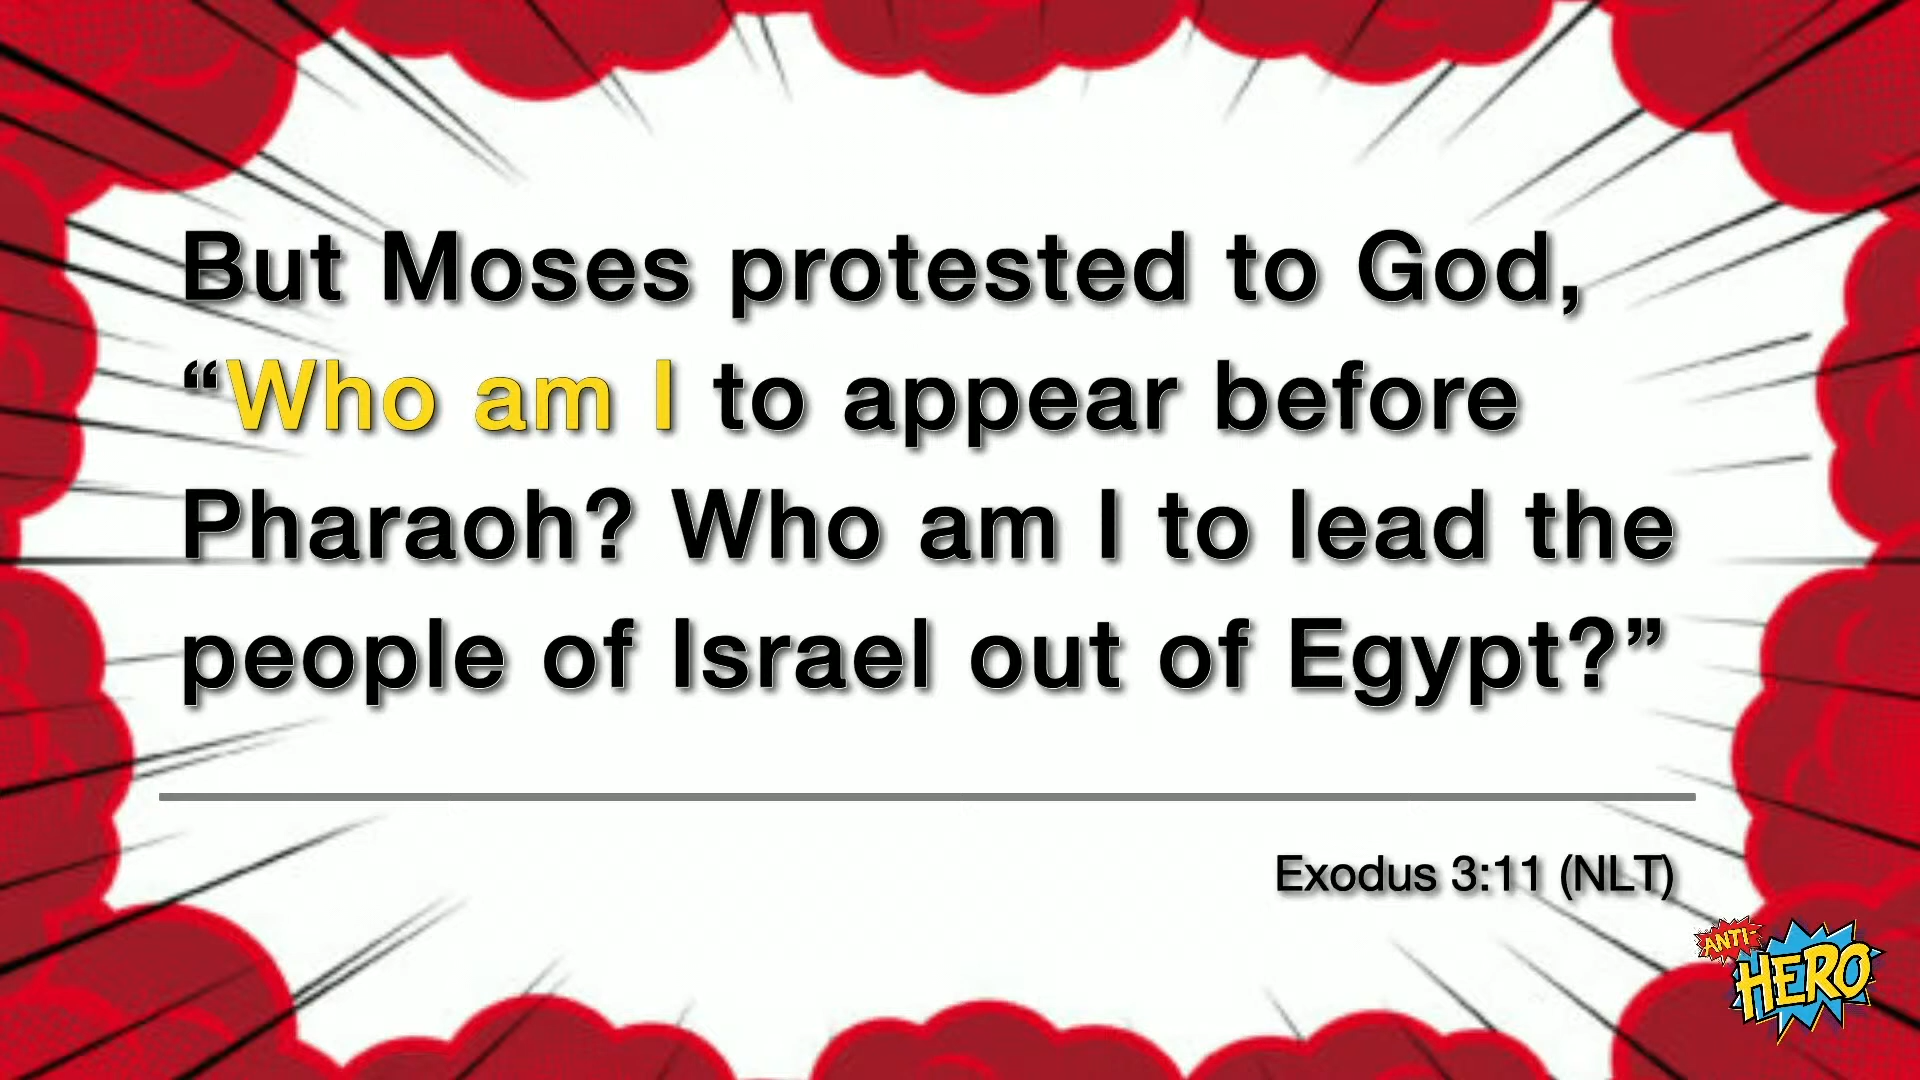 But Moses protested to God,
“Who am I to appear before
Pharaoh? Who am I to lead the
people of Israel out of Egypt?”
Exodus 3:11 (NLT)
ANTI-
HERO